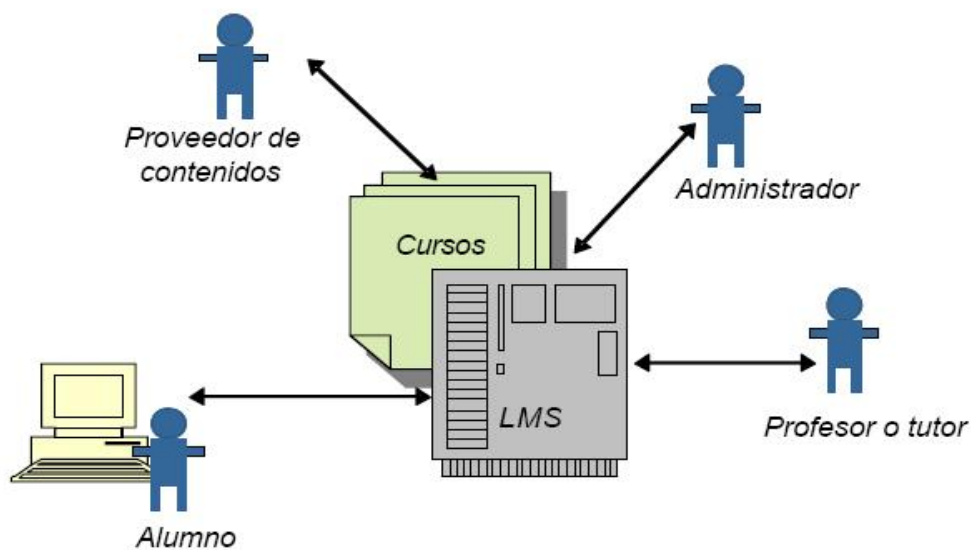 Proveedor de
contenidos
Administrador
Cursos
LMS
Profesor o tutor
Alumno